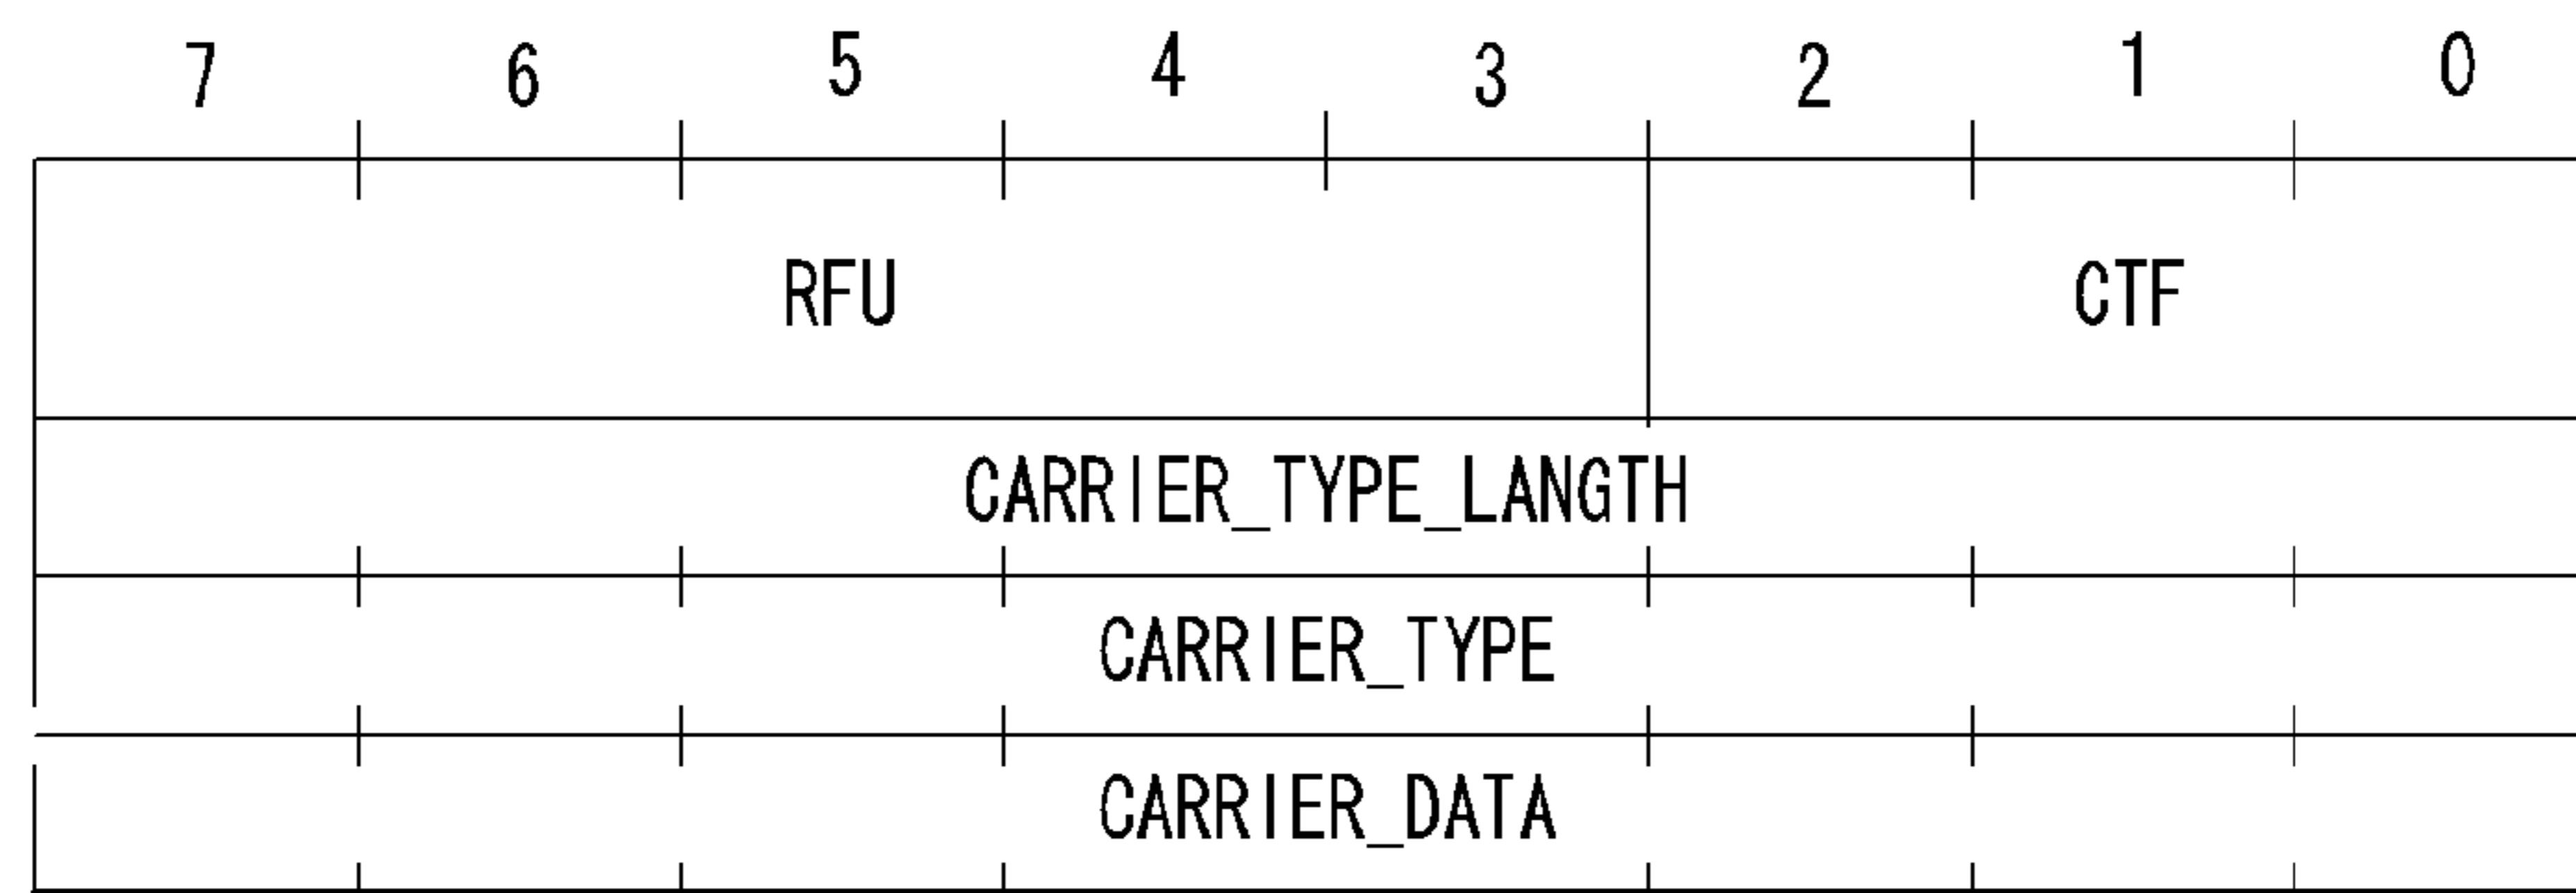 7 6 5 4 3 2 1 0
RFU CTF
CARRIER_TYPE_LANGTH
CARRIER_TYPE
CARRIER_DATA